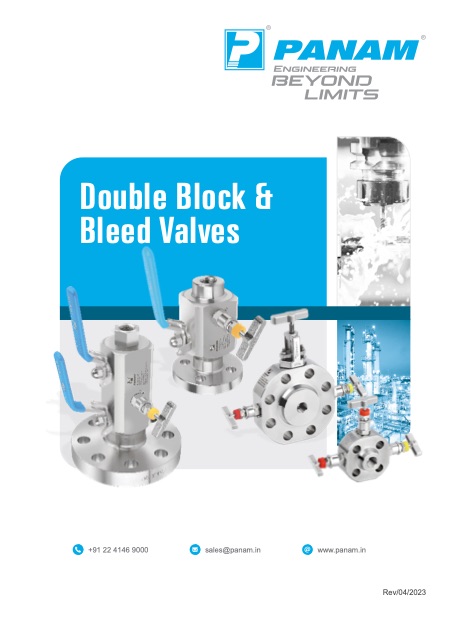 PANAM
ENGINEERING
BEYOND
LIMITS
Double Block &
Bleed Valves
+91 22 4146 9000
sales@panam.in
www.panam.in
Rev/04/2023